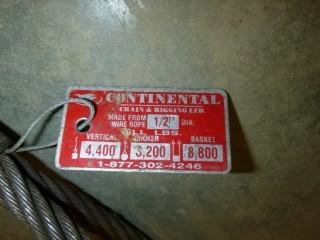 CONTINENTAL
CHAIN & RIGGING LTD.
MADE FROM WIRE ROPE 1/2" DIA.
W.L.L. LBS.
VERTICAL CHOKER BASKET
4,400 3,200 8,800
1-877-302-4246